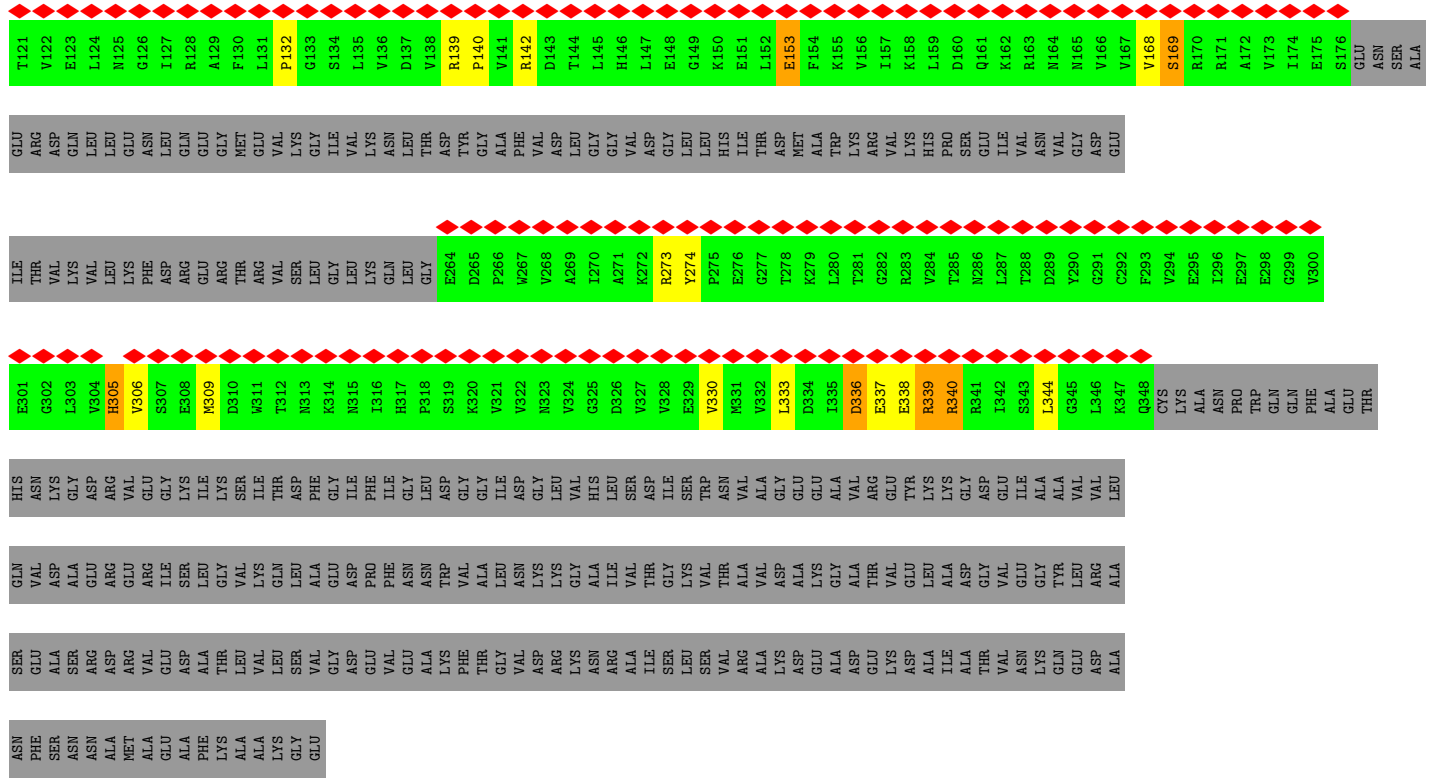 T121 V122 E123 L124 N125 G126 I127 R128 A129 F130 L131 P132 G133 S134 L135 V136 D137 V138 R139 P140 V141 R142 D143 T144 L145 H146 L147 E148 G149 K150 E151 L152 E153 F154 K155 V156 I157 K158 L159 D160 Q161 K162 R163 N164 N165 V166 V167 V168 S169 R170 R171 A172 V173 I174 E175 S176 GLU ASN SER ALA
GLU ARG ASP GLN LEU LEU GLU ASN LEU GLN GLU GLY MET GLU VAL LYS GLY ILE VAL LYS ASN LEU THR ASP TYR GLY ALA PHE VAL ASP LEU GLY GLY VAL ASP GLY LEU LEU HIS ILE THR ASP MET ALA TRP LYS ARG VAL LYS HIS PRO SER GLU ILE VAL ASN VAL GLY ASP GLU
ILE THR VAL LYS VAL LEU LYS PHE ASP ARG GLU ARG THR ARG VAL SER LEU GLY LEU LYS GLN LEU GLY E264 D265 P266 W267 V268 A269 I270 A271 K272 R273 Y274 P275 E276 G277 T278 K279 L280 T281 G282 R283 V284 T285 N286 L287 T288 D289 Y290 G291 C292 F293 V294 E295 I296 E297 E298 G299 V300
E301 G302 L303 V304 H305 V306 S307 E308 M309 D310 W311 T312 N313 K314 N315 I316 H317 P318 S319 K320 V321 V322 N323 V324 G325 D326 V327 V328 E329 V330 M331 V332 L333 D334 I335 D336 E337 E338 R339 R340 R341 I342 S343 L344 G345 L346 K347 Q348 CYS LYS ALA ASN PRO TRP GLN GLN PHE ALA GLU THR
HIS ASN LYS GLY ASP ARG VAL GLU GLY LYS ILE LYS SER ILE THR ASP PHE GLY ILE PHE ILE GLY LEU ASP GLY GLY ILE ASP GLY LEU VAL HIS LEU SER ASP ILE SER TRP ASN VAL ALA GLY GLU GLU ALA VAL ARG GLU TYR LYS LYS GLY ASP GLU ILE ALA ALA VAL VAL LEU
GLN VAL ASP ALA GLU ARG GLU ARG ILE SER LEU GLY VAL LYS GLN LEU ALA GLU ASP PRO PHE ASN ASN TRP VAL ALA LEU ASN LYS LYS GLY ALA ILE VAL THR GLY LYS VAL THR ALA VAL ASP ALA LYS GLY ALA THR VAL GLU LEU ALA ASP GLY VAL GLU GLY TYR LEU ARG ALA
SER GLU ALA SER ARG ASP ARG VAL GLU ASP ALA THR LEU VAL LEU SER VAL GLY ASP GLU VAL GLU ALA LYS PHE THR GLY VAL ASP ARG LYS ASN ARG ALA ILE SER LEU SER VAL ARG ALA LYS ASP GLU ALA ASP GLU LYS ASP ALA ILE ALA THR VAL ASN LYS GLN GLU ASP ALA
ASN PHE SER ASN ASN ALA MET ALA GLU ALA PHE LYS ALA ALA LYS GLY GLU